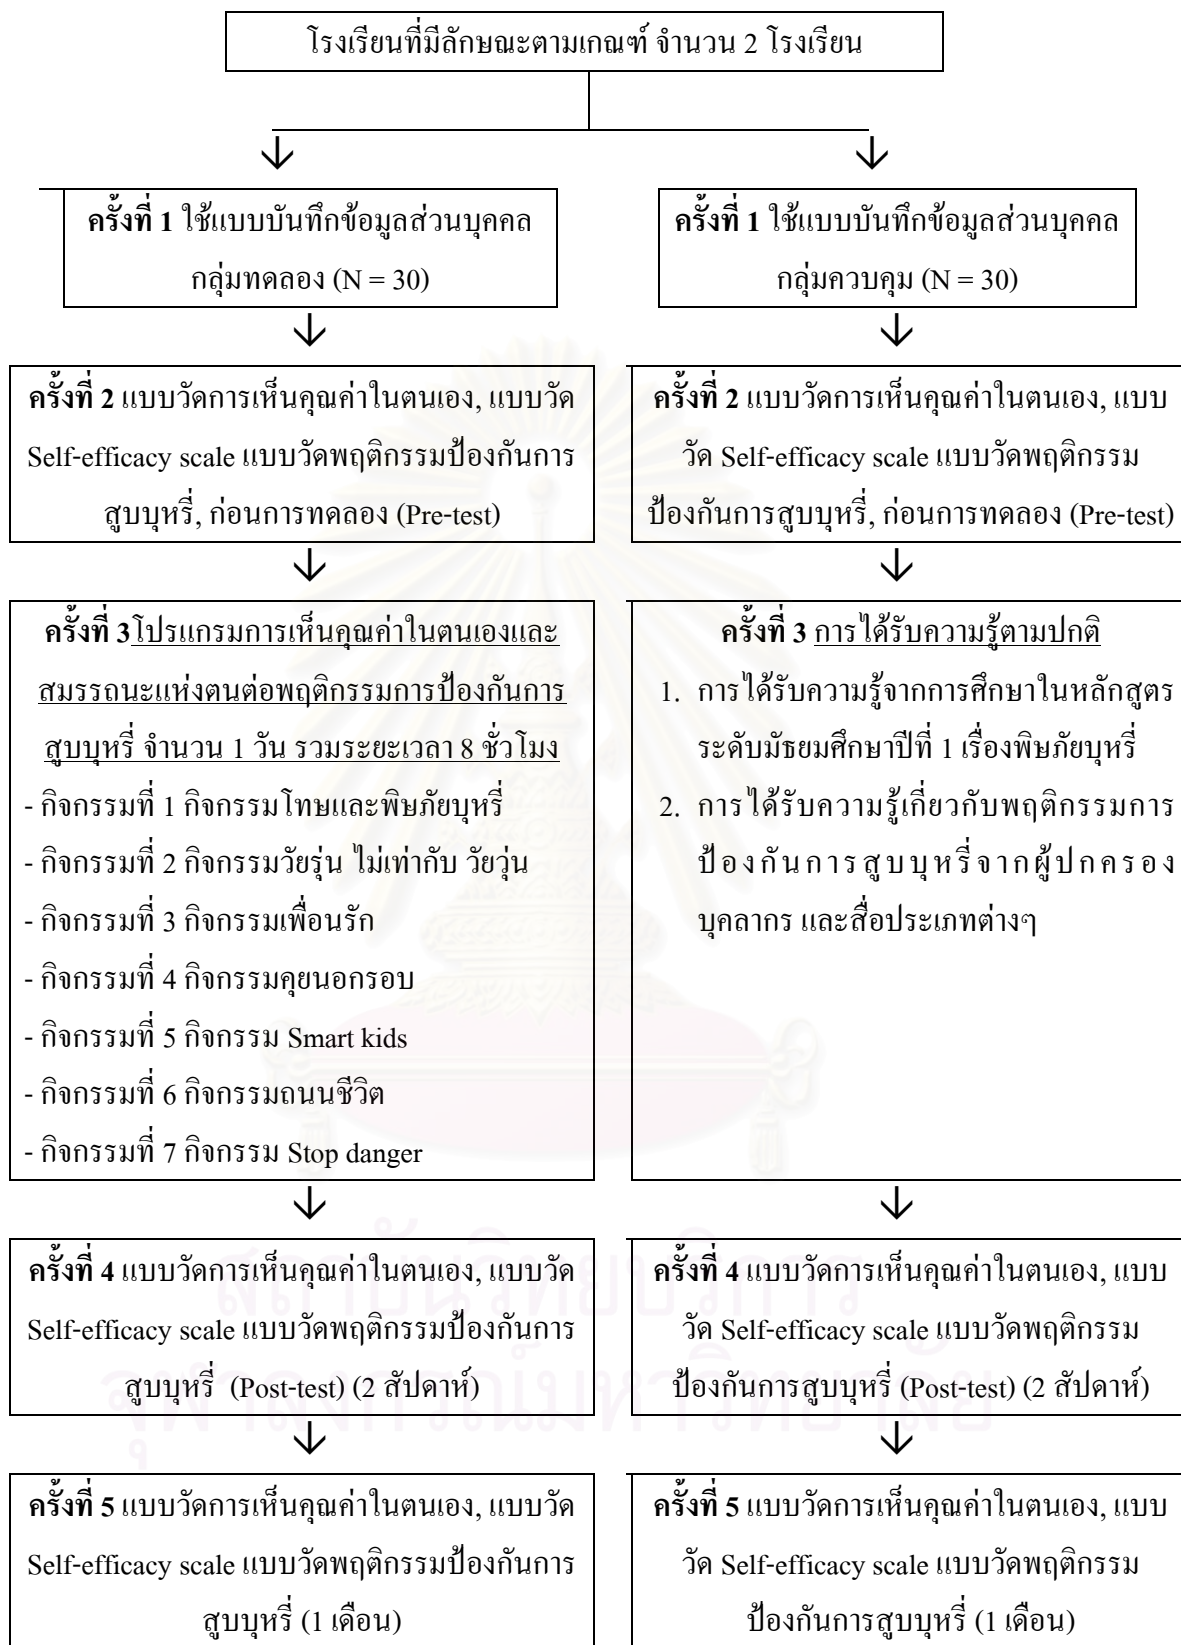 โรงเรียนที่มีลักษณะตามเกณฑ์ จำนวน 2 โรงเรียน
ครั้งที่ 1 ใช้แบบบันทึกข้อมูลส่วนบุคคล
กลุ่มทดลอง (N = 30)
ครั้งที่ 1 ใช้แบบบันทึกข้อมูลส่วนบุคคล
กลุ่มควบคุม (N = 30)
ครั้งที่ 2 แบบวัดการเห็นคุณค่าในตนเอง, แบบวัด
Self-efficacy scale แบบวัดพฤติกรรมป้องกันการ
สูบบุหรี่, ก่อนการทดลอง (Pre-test)
ครั้งที่ 2 แบบวัดการเห็นคุณค่าในตนเอง, แบบ
วัด Self-efficacy scale แบบวัดพฤติกรรม
ป้องกันการสูบบุหรี่, ก่อนการทดลอง (Pre-test)
ครั้งที่ 3โปรแกรมการเห็นคุณค่าในตนเองและ
สมรรถนะแห่งตนต่อพฤติกรรมการป้องกันการ
สูบบุหรี่ จำนวน 1 วัน รวมระยะเวลา 8 ชั่วโมง
- กิจกรรมที่ 1 กิจกรรมโทษและพิษภัยบุหรี่
- กิจกรรมที่ 2 กิจกรรมวัยรุ่น ไม่เท่ากับ วัยวุ่น
- กิจกรรมที่ 3 กิจกรรมเพื่อนรัก
- กิจกรรมที่ 4 กิจกรรมคุยนอกรอบ
- กิจกรรมที่ 5 กิจกรรม Smart kids
- กิจกรรมที่ 6 กิจกรรมถนนชีวิต
- กิจกรรมที่ 7 กิจกรรม Stop danger
ครั้งที่ 3 การได้รับความรู้ตามปกติ
1. การได้รับความรู้จากการศึกษาในหลักสูตร
ระดับมัธยมศึกษาปีที่ 1 เรื่องพิษภัยบุหรี่
2. การได้รับความรู้เกี่ยวกับพฤติกรรมการ
ป้องกันการสูบบุหรี่จากผู้ปกครอง
บุคลากร และสื่อประเภทต่างๆ
ครั้งที่ 4 แบบวัดการเห็นคุณค่าในตนเอง, แบบวัด
Self-efficacy scale แบบวัดพฤติกรรมป้องกันการ
สูบบุหรี่ (Post-test) (2 สัปดาห์)
ครั้งที่ 4 แบบวัดการเห็นคุณค่าในตนเอง, แบบ
วัด Self-efficacy scale แบบวัดพฤติกรรม
ป้องกันการสูบบุหรี่ (Post-test) (2 สัปดาห์)
สถาบันวิทยบริการ
จุฬาลงกรณ์มหาวิทยาลัย
ครั้งที่ 5 แบบวัดการเห็นคุณค่าในตนเอง, แบบวัด
Self-efficacy scale แบบวัดพฤติกรรมป้องกันการ
สูบบุหรี่ (1 เดือน)
ครั้งที่ 5 แบบวัดการเห็นคุณค่าในตนเอง, แบบ
วัด Self-efficacy scale แบบวัดพฤติกรรม
ป้องกันการสูบบุหรี่ (1 เดือน)